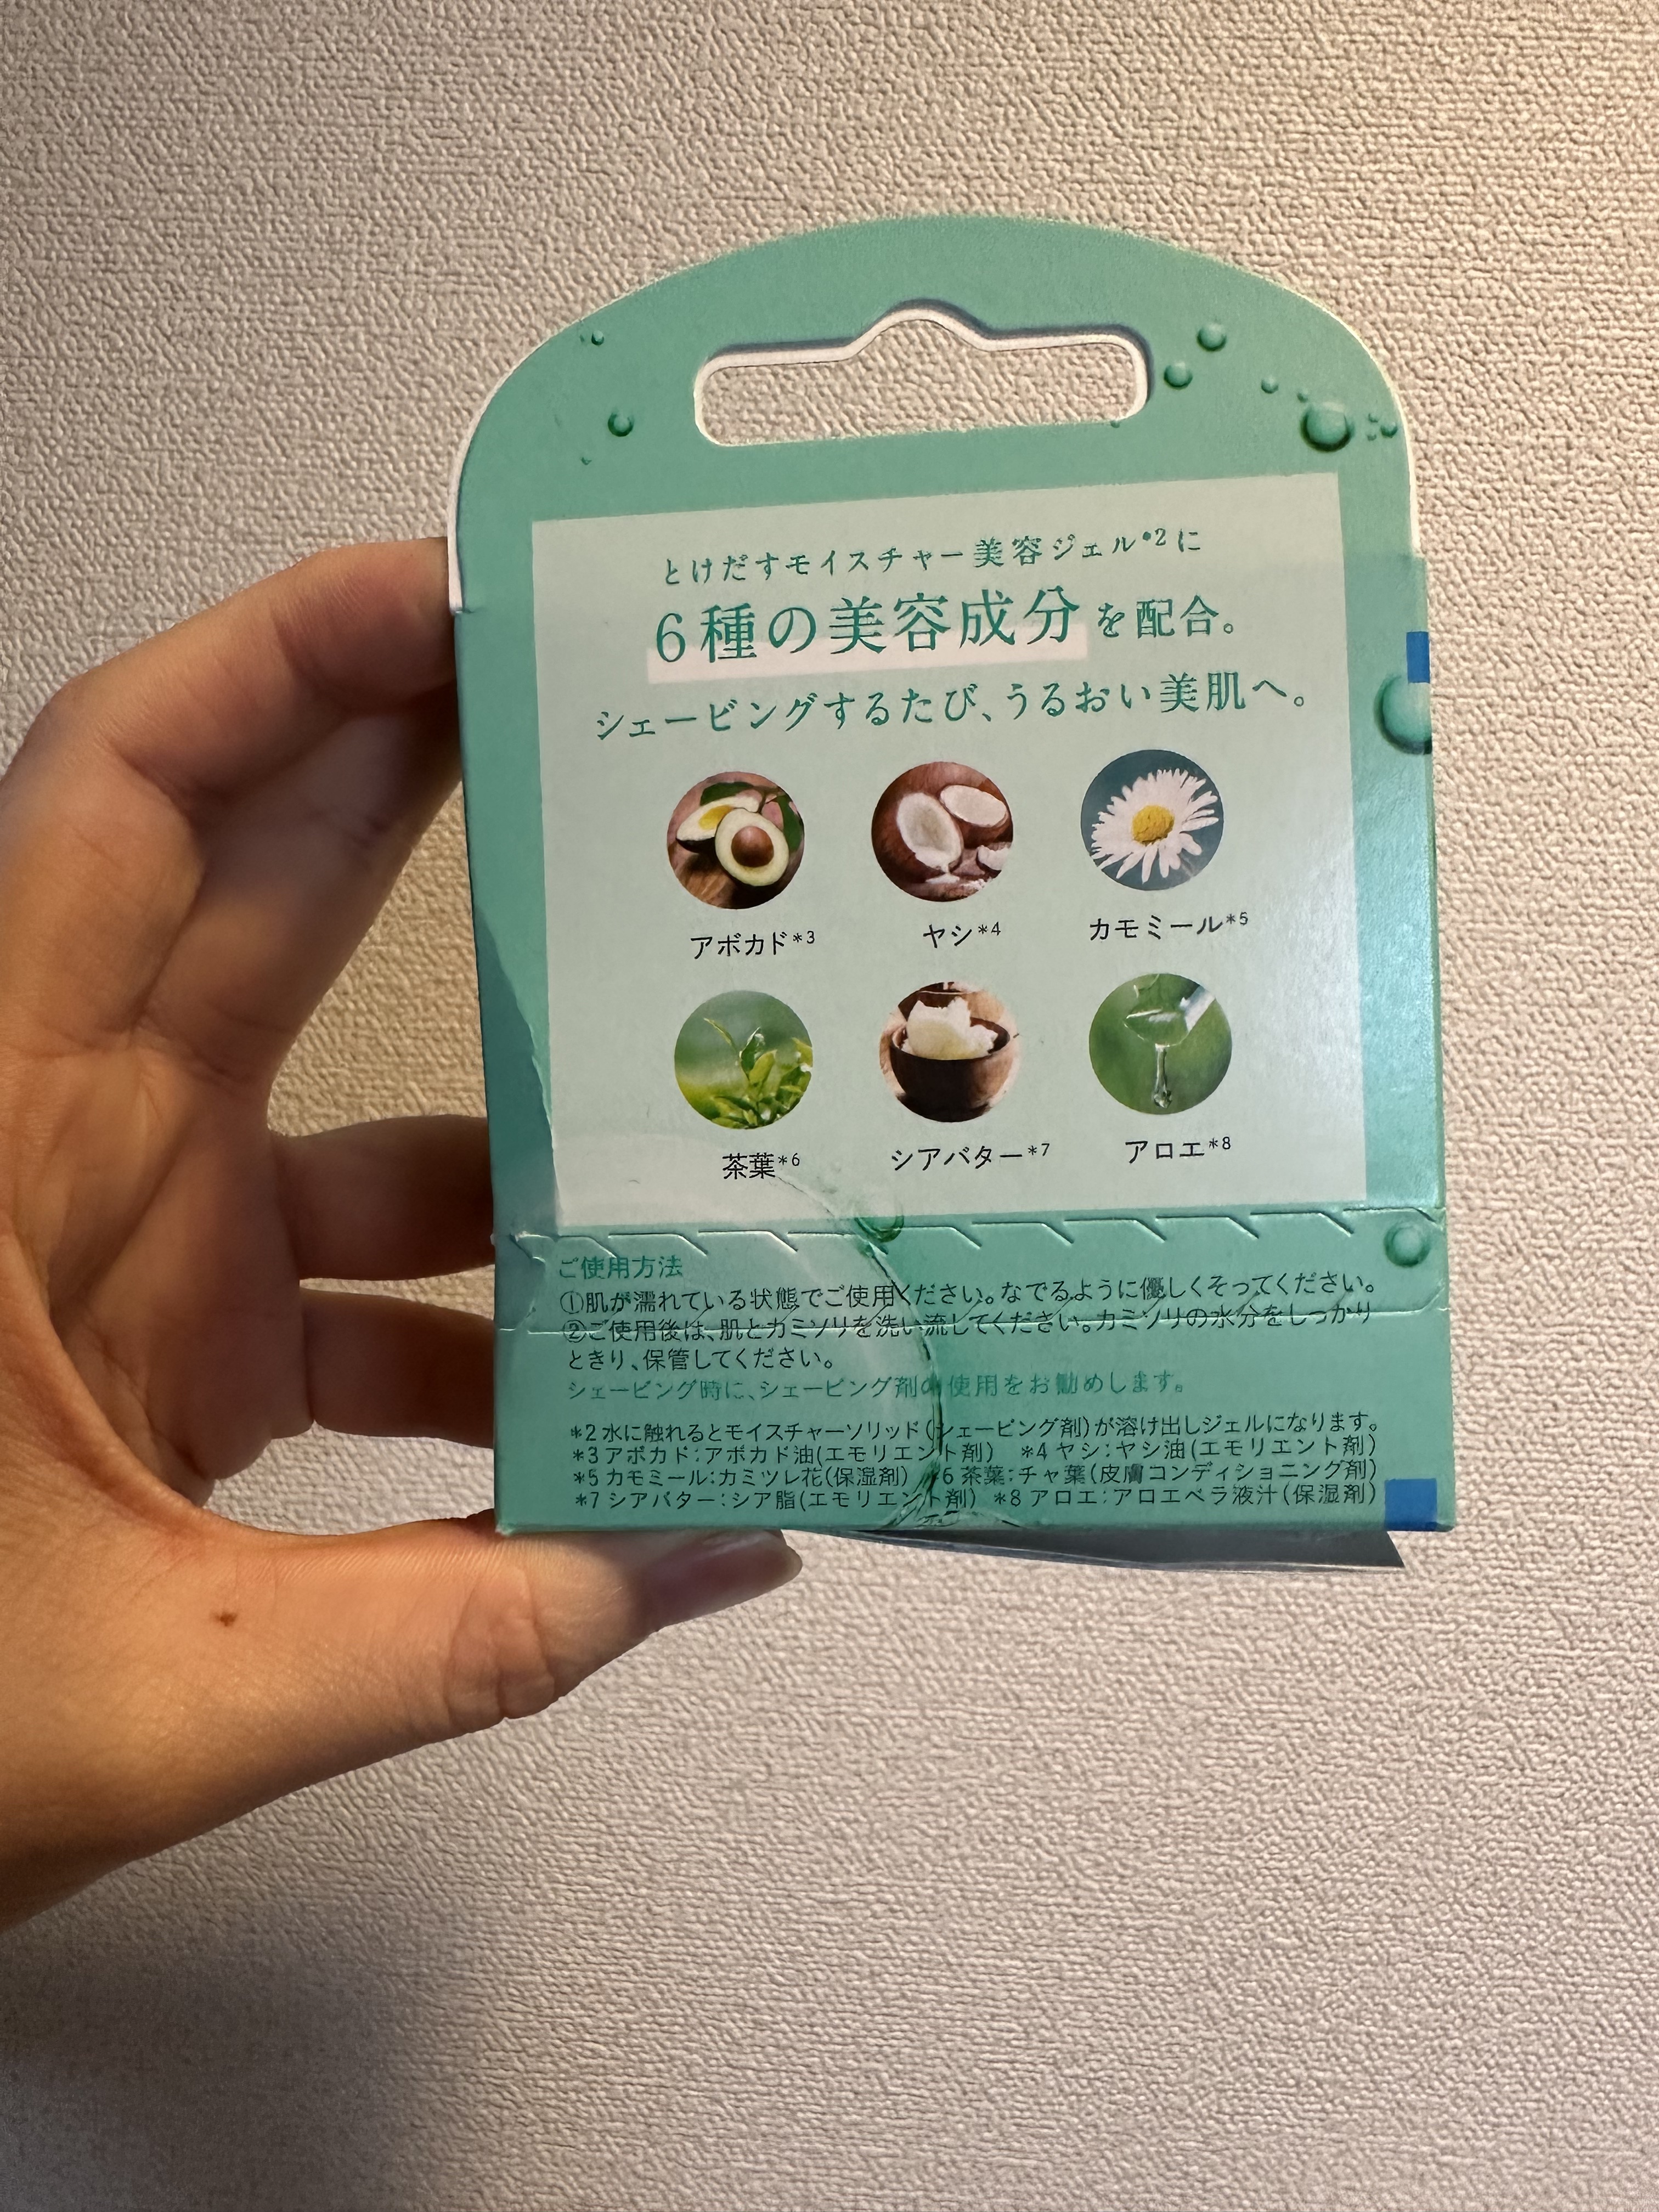 とけだすモイスチャー美容ジェル*2に
6種の美容成分を配合。
シェービングするたび、うるおい美肌へ。
アボカド*3 ヤシ*4 カモミール*5
茶葉*6 シアバター*7 アロエ*8
ご使用方法
①肌が濡れている状態でご使用ください。なでるように優しくそってください。
②ご使用後は、肌とカミソリを洗い流してください。カミソリの水分をしっかり
ときり、保管してください。
シェービング時に、シェービング剤の使用をお勧めします。
*2 水に触れるとモイスチャーソリッド(シェービング剤)が溶け出しジェルになります。
*3 アボカド:アボカド油(エモリエント剤) *4 ヤシ:ヤシ油(エモリエント剤)
*5 カモミール:カミツレ花(保湿剤) *6 茶葉:チャ葉(皮膚コンディショニング剤)
*7 シアバター:シア脂(エモリエント剤) *8 アロエ:アロエベラ液汁(保湿剤)